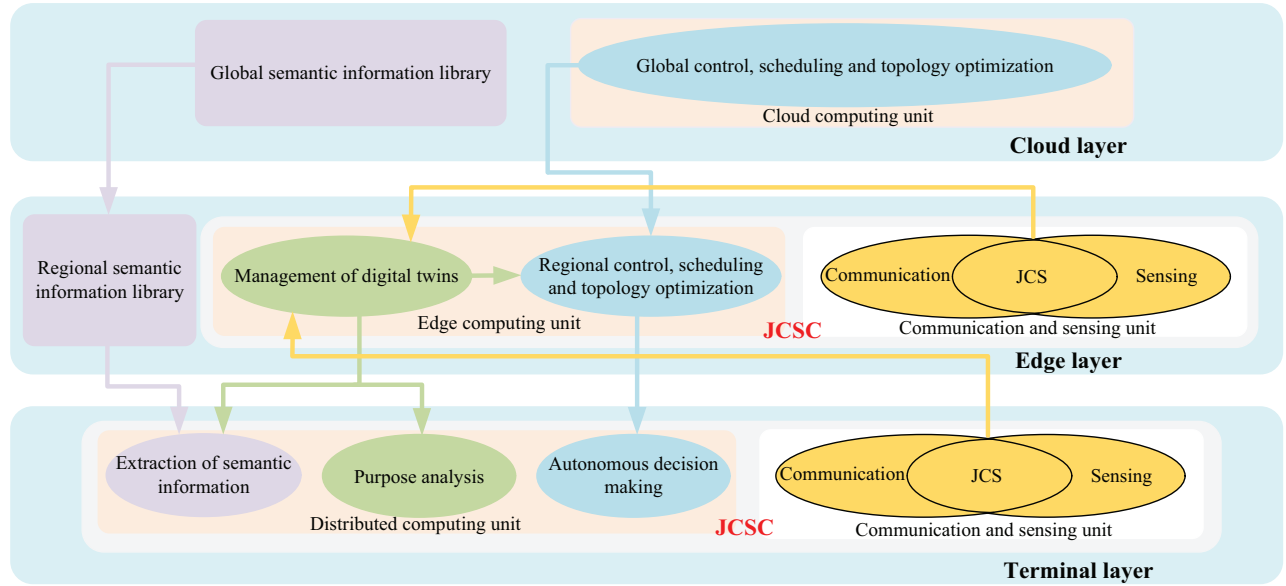 Global semantic information library
Global control, scheduling and topology optimization
Cloud computing unit
Cloud layer
Regional semantic
information library
Management of digital twins
Regional control, scheduling
and topology optimization
Edge computing unit
JCSC
Communication
JCS
Sensing
Communication and sensing unit
Edge layer
Extraction of semantic
information
Purpose analysis
Autonomous decision
making
Distributed computing unit
JCSC
Communication
JCS
Sensing
Communication and sensing unit
Terminal layer